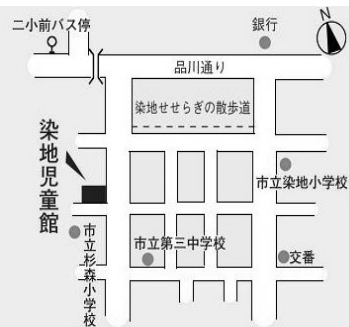 二小前バス停
銀行
N
品川通り
染地せせらぎの散歩道
染地児童館
市立染地小学校
市立第三中学校
交番
市立杉森小学校